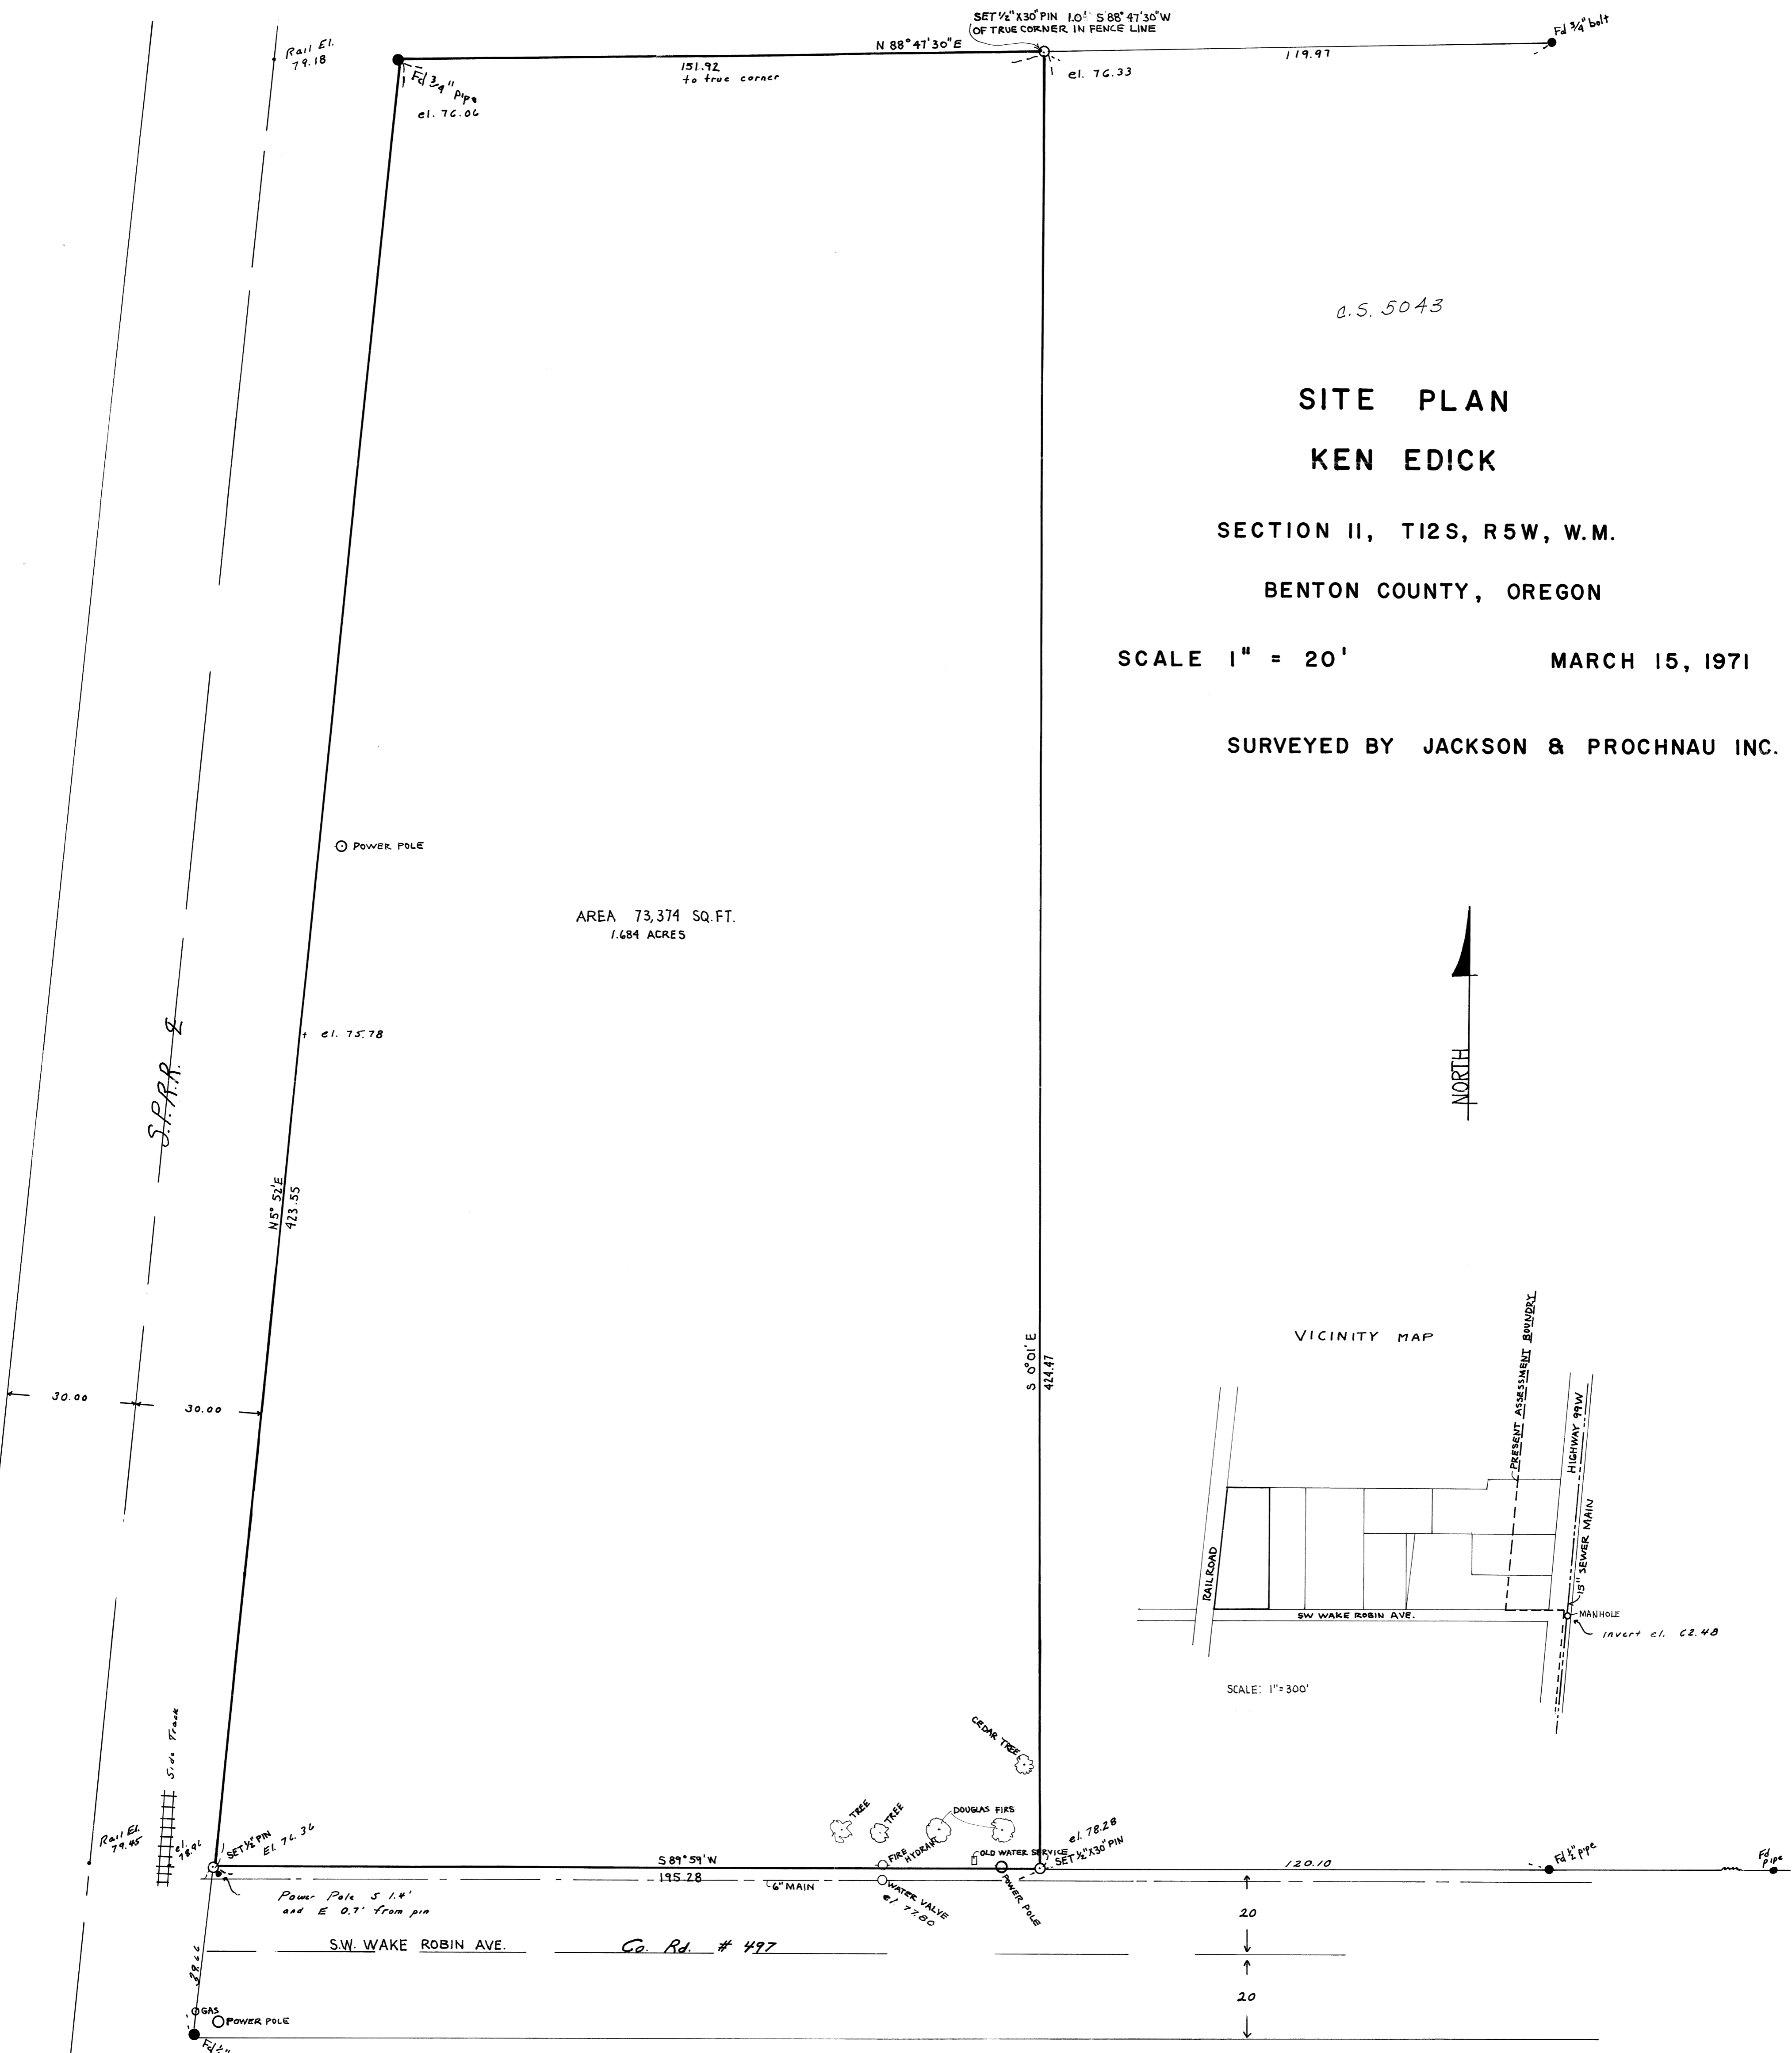 SET ½" X30" PIN 1.0' S 88° 47' 30" W
OF TRUE CORNER IN FENCE LINE
Fd ¾" bolt
N 88° 47' 30" E
Rail El.
79.18
151.92
to true corner
119.97
el. 76.33
Fd ¾" pipe
el. 76.06
C.S. 5043
SITE PLAN
KEN EDICK
SECTION 11, T12S, R5W, W.M.
BENTON COUNTY, OREGON
SCALE 1" = 20' MARCH 15, 1971
SURVEYED BY JACKSON & PROCHNAU INC.
POWER POLE
AREA 73,374 SQ.FT.
1.684 ACRES
el. 75.78
S.P.R.R. ℄
NORTH
N 5° 52' E
423.55
S 0°01' E
424.47
30.00
30.00
VICINITY MAP
PRESENT ASSESSMENT BOUNDRY
HIGHWAY 99W
15" SEWER MAIN
RAILROAD
SW WAKE ROBIN AVE.
MANHOLE
invert el. 62.48
SCALE: 1"=300'
Side Track
CEDAR TREE
TREE
TREE
DOUGLAS FIRS
Rail El.
79.45
el.
78.96
SET ½" PIN
El. 76.36
S 89° 59' W
195.28
FIRE
HYDRANT
OLD WATER SERVICE
el. 78.28
SET ½" X30" PIN
120.10
Fd ½" pipe
Fd
pipe
6" MAIN
WATER VALVE
el. 77.80
POWER POLE
Power Pole S 1.4'
and E 0.7' from pin
20
S.W. WAKE ROBIN AVE. Co. Rd. # 497
39.66
20
GAS
POWER POLE
Fd ½"